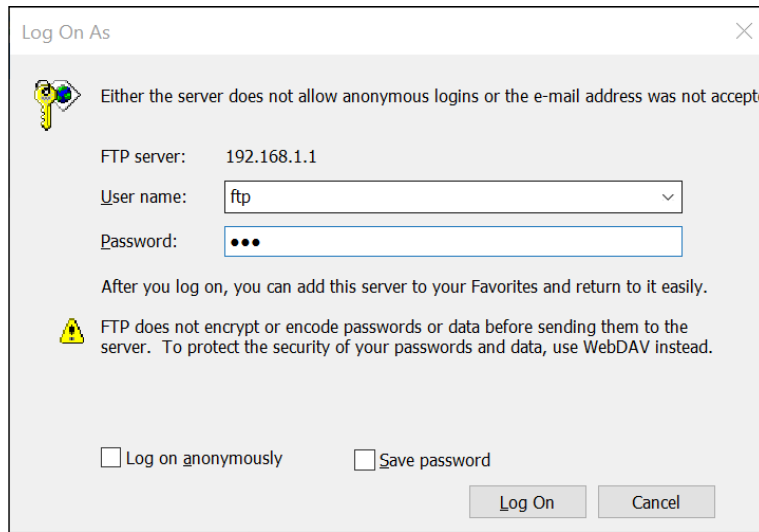 Log On As
Either the server does not allow anonymous logins or the e-mail address was not accepte
FTP server: 192.168.1.1
User name: ftp
Password: •••
After you log on, you can add this server to your Favorites and return to it easily.
FTP does not encrypt or encode passwords or data before sending them to the
server. To protect the security of your passwords and data, use WebDAV instead.
Log on anonymously Save password
Log On Cancel